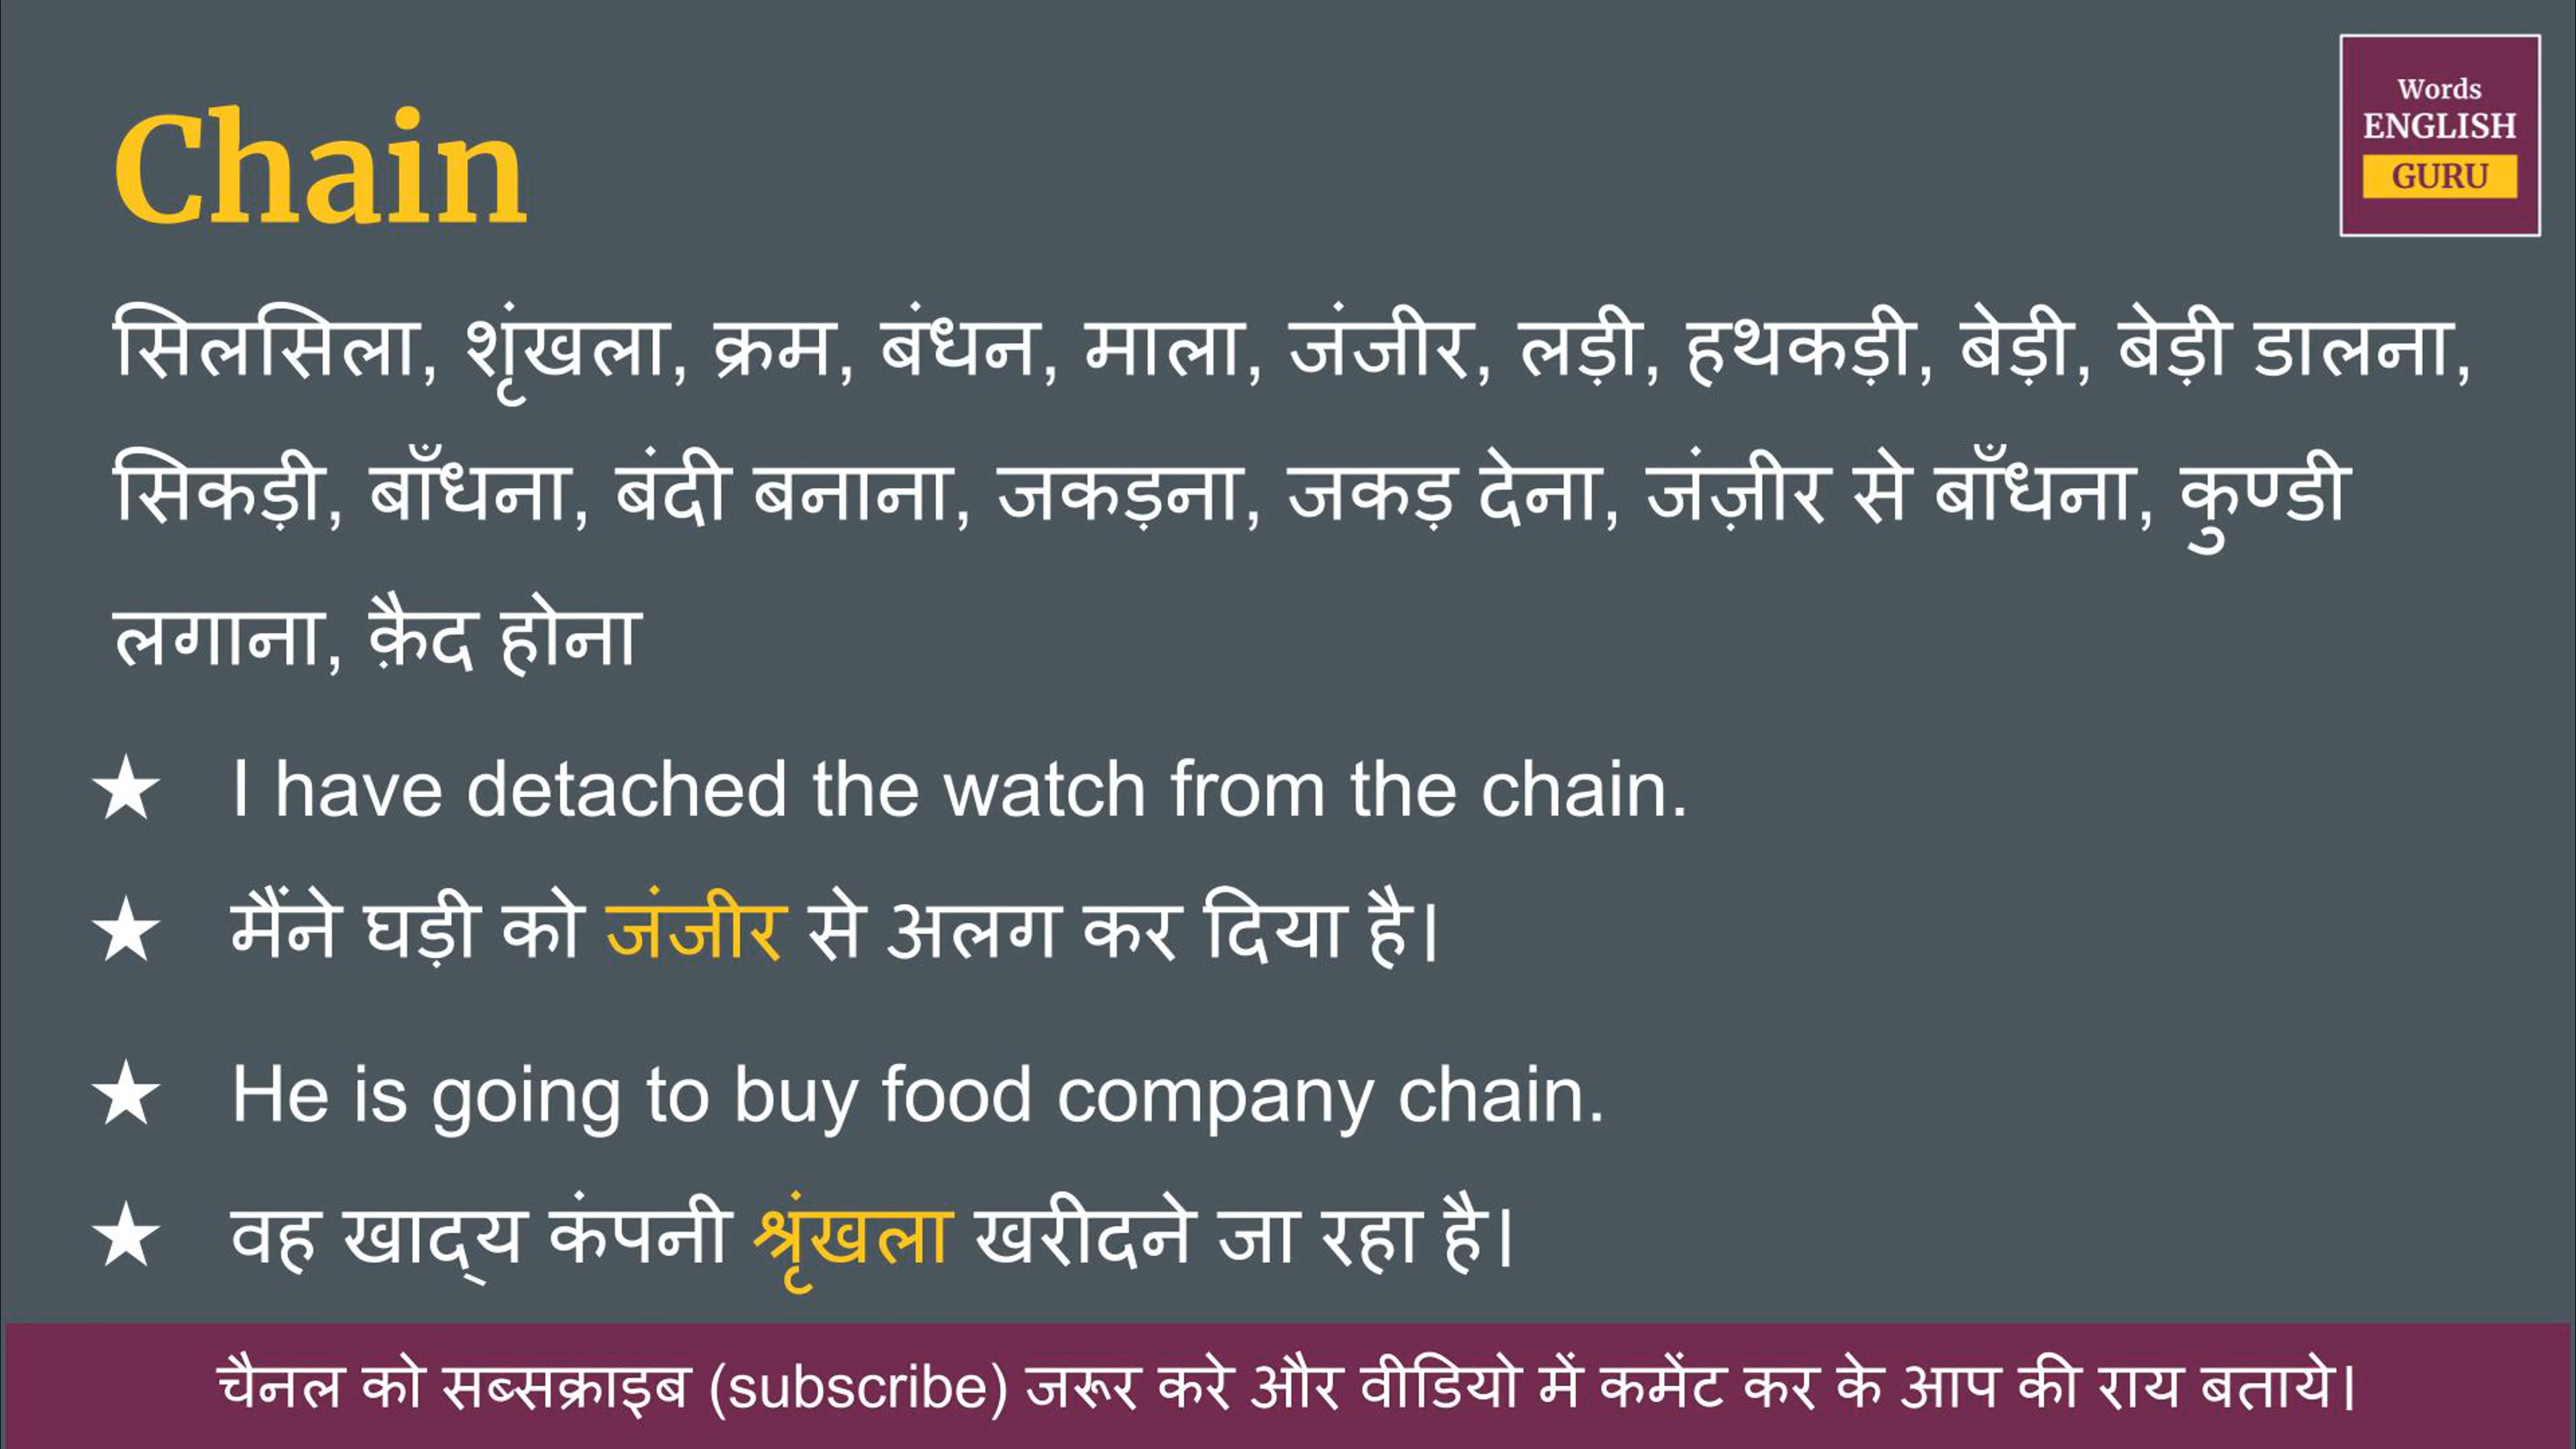 Chain
Words
ENGLISH
GURU
सिलसिला, शृंखला, क्रम, बंधन, माला, जंजीर, लड़ी, हथकड़ी, बेड़ी, बेड़ी डालना,
सिकड़ी, बाँधना, बंदी बनाना, जकड़ना, जकड़ देना, जंज़ीर से बाँधना, कुण्डी
लगाना, क़ैद होना
★ I have detached the watch from the chain.
★ मैंने घड़ी को जंजीर से अलग कर दिया है।
★ He is going to buy food company chain.
★ वह खाद्य कंपनी श्रृंखला खरीदने जा रहा है।
चैनल को सब्सक्राइब (subscribe) जरूर करे और वीडियो में कमेंट कर के आप की राय बताये।